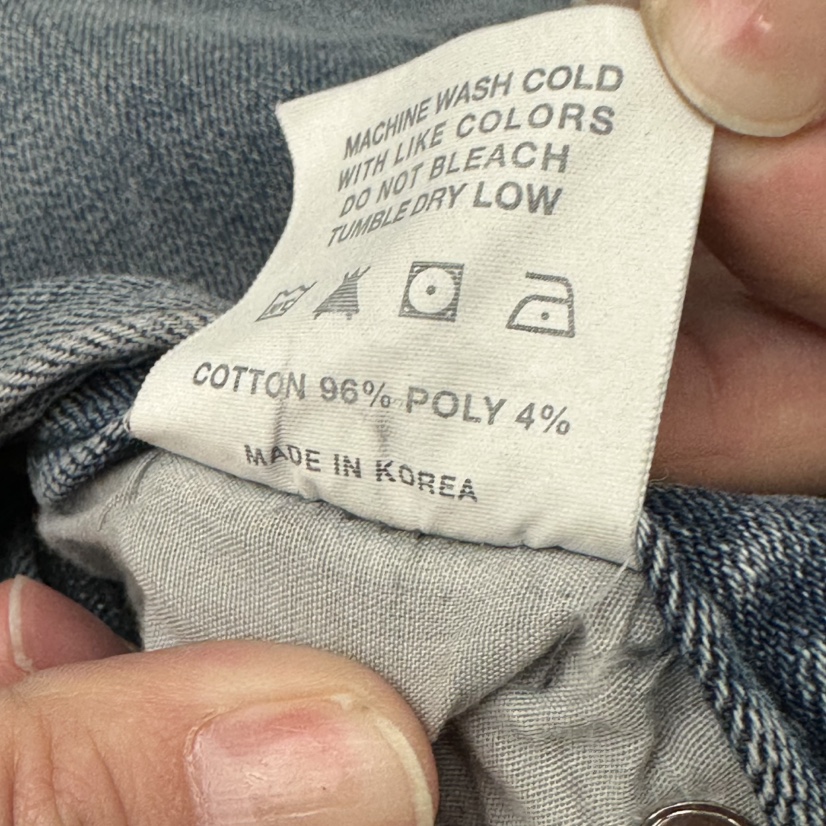 MACHINE WASH COLD
WITH LIKE COLORS
DO NOT BLEACH
TUMBLE DRY LOW
COTTON 96% POLY 4%
MADE IN KOREA